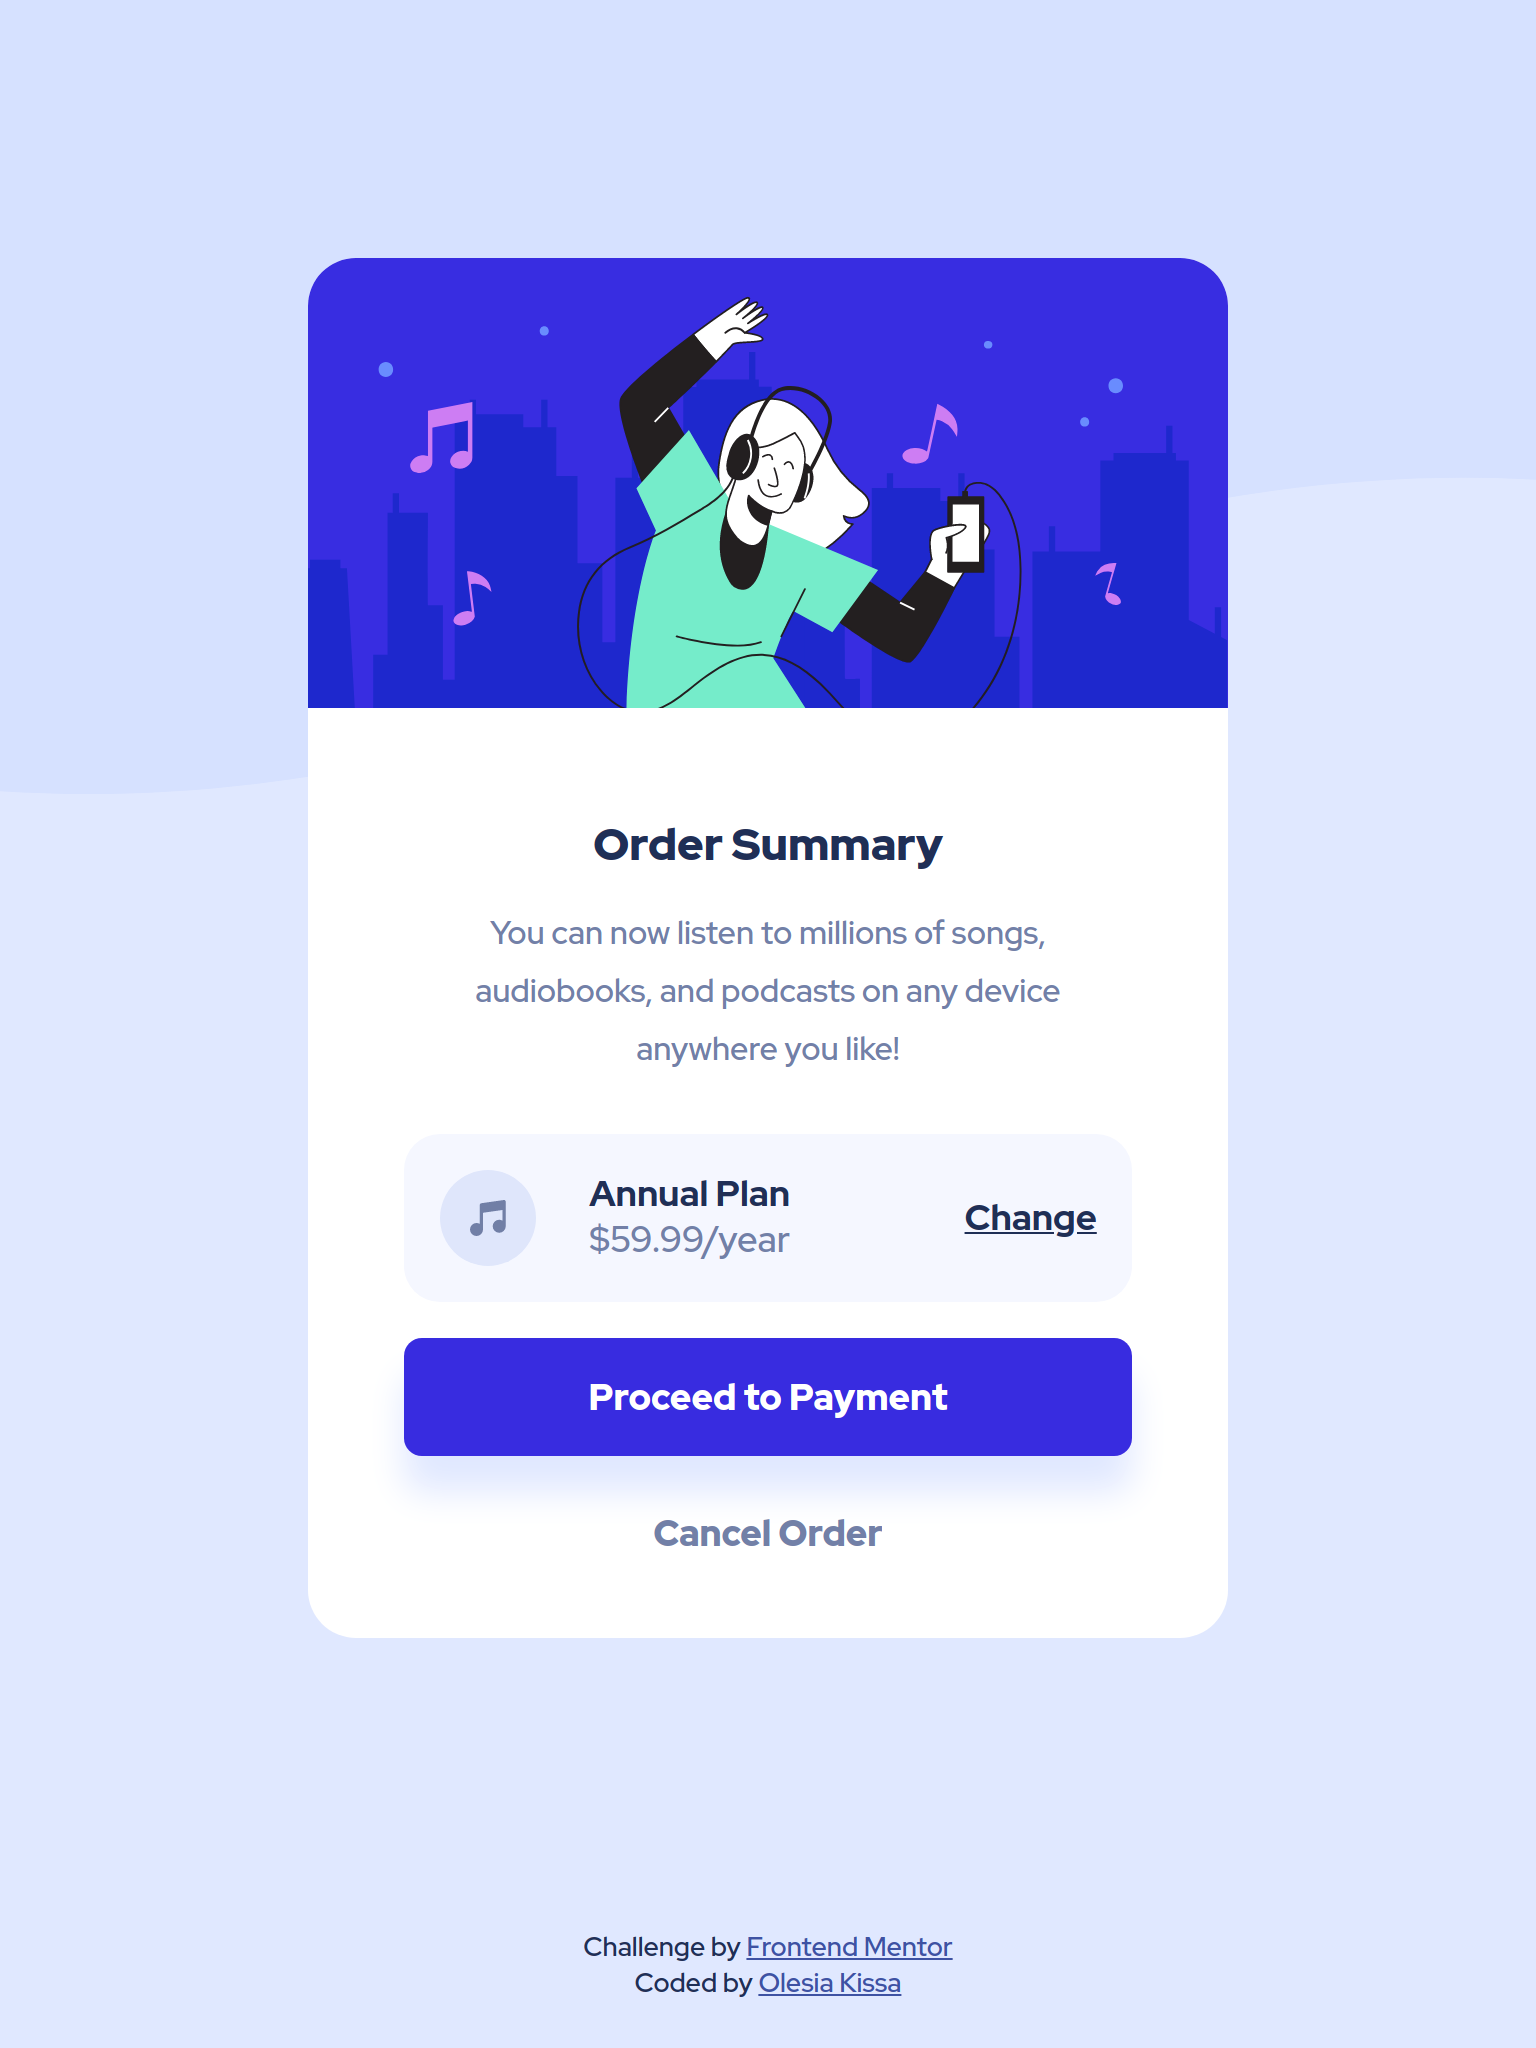 Order Summary
You can now listen to millions of songs,
audiobooks, and podcasts on any device
anywhere you like!
Annual Plan
$59.99/year
Change
Proceed to Payment
Cancel Order
Challenge by Frontend Mentor
Coded by Olesia Kissa